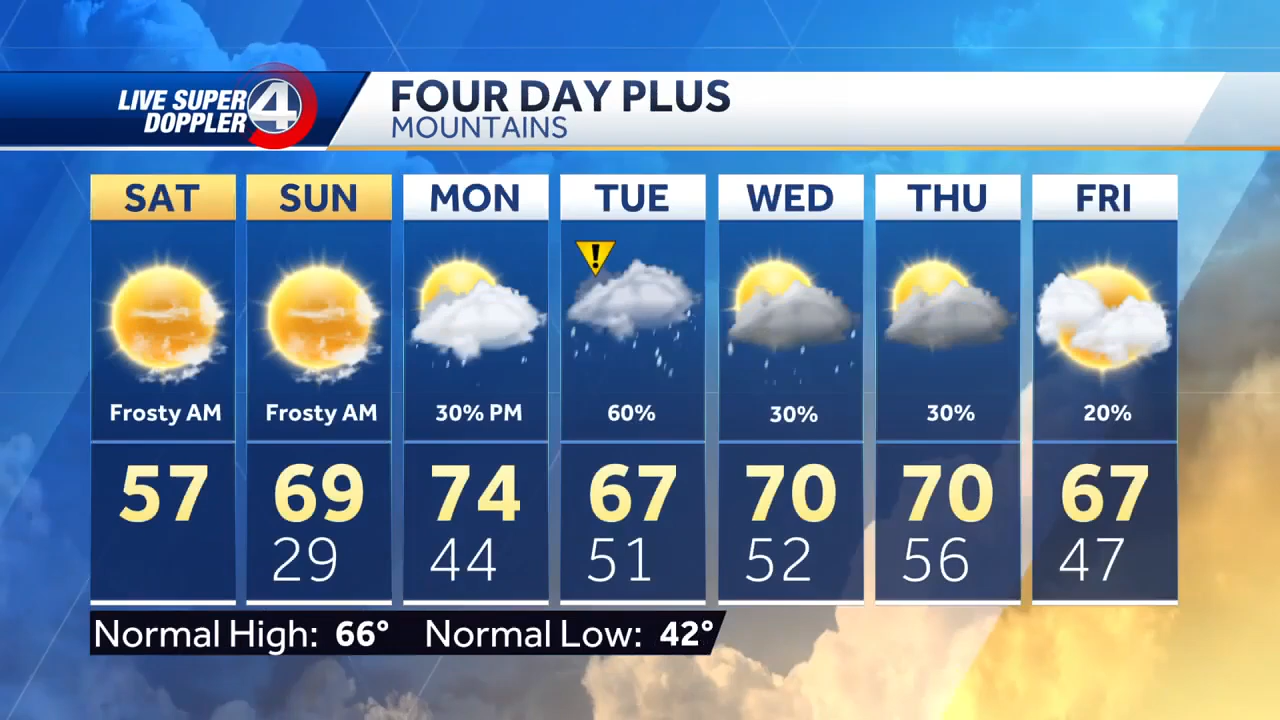 LIVE SUPER
DOPPLER 4
FOUR DAY PLUS
MOUNTAINS
SAT SUN MON TUE WED THU FRI
!
Frosty AM Frosty AM 30% PM 60% 30% 30% 20%
57 69 74 67 70 70 67
29 44 51 52 56 47
Normal High: 66° Normal Low: 42°